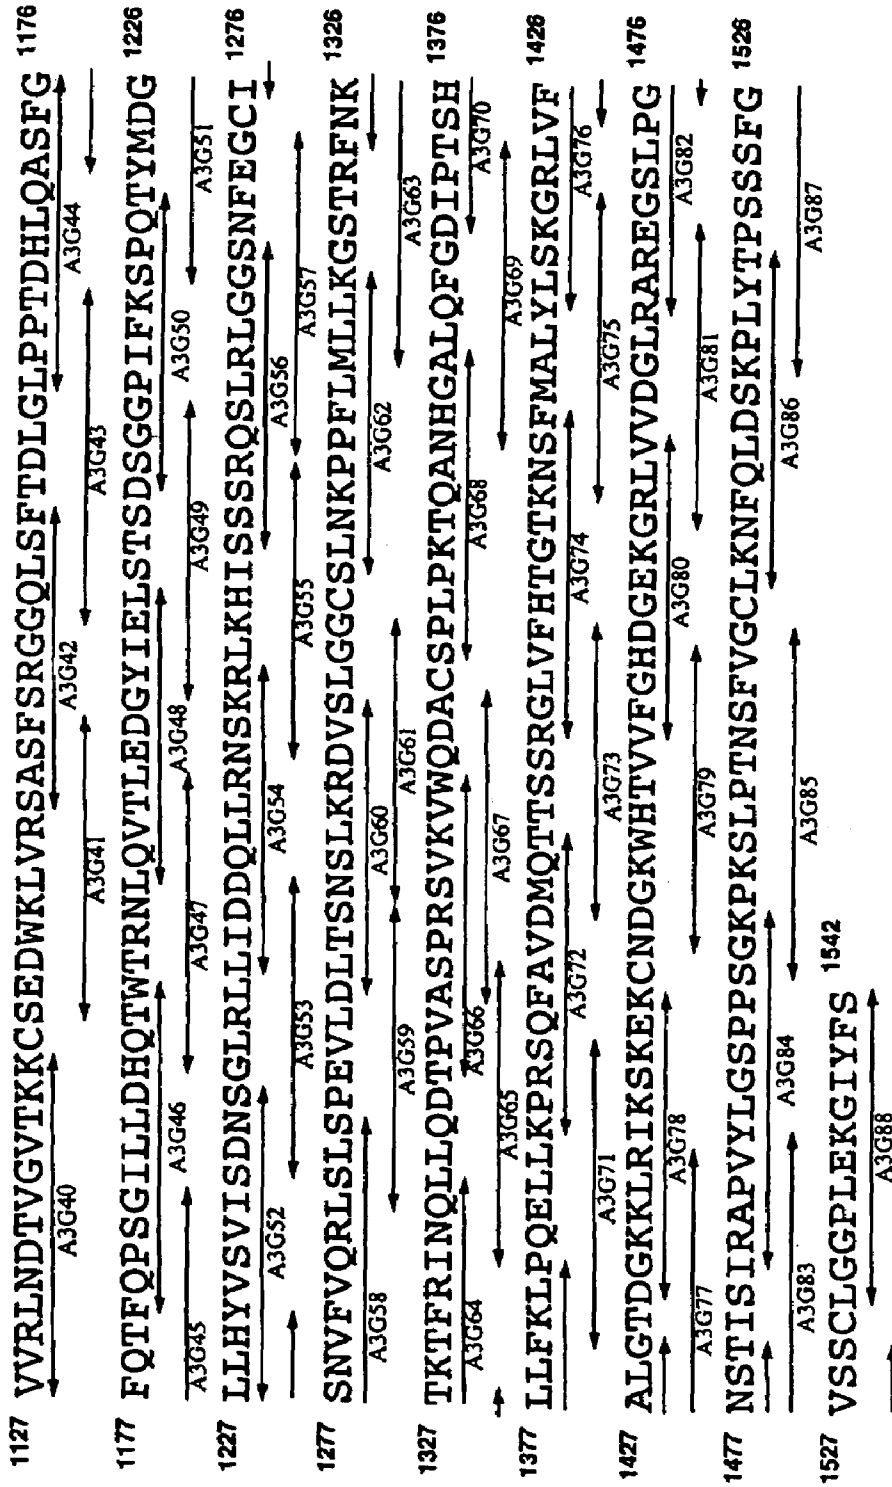 1127 VVRLNDTVGVTKKCSEDWKLVRSASFSRGGQLSFTDLGLPPTDHLQASFG 1176
A3G40 A3G42 A3G44
A3G41 A3G43
1177 FQTFQPSGILLDHQTWTRNLQVTLEDGYIELSTSDSGGPIFKSPQTYMDG 1226
A3G46 A3G48 A3G50
A3G45 A3G47 A3G49 A3G51
1227 LLHYVSVISDNSGLRLLIDDQLLRNSKRLKHISSSRQSLRLGGSNFEGCI 1276
A3G52 A3G54 A3G56
A3G53 A3G55 A3G57
1277 SNVFVQRLSLSPEVLDLTSNSLKRDVSLGGCSLNKPPFLMLLKGSTRFNK 1326
A3G58 A3G60 A3G62
A3G59 A3G61 A3G63
1327 TKTFRINQLLQDTPVASPRSVKVWQDACSPLPKTQANHGALQFGDIPTSH 1376
A3G64 A3G66 A3G68 A3G70
A3G65 A3G67 A3G69
1377 LLFKLPQELLKPRSQFAVDMQTTSSRGLVFHTGTKNSFMALYLSKGRLVF 1426
A3G72 A3G74 A3G76
A3G71 A3G73 A3G75
1427 ALGTDGKKLRIKSKEKCNDGKWHTVVFGHDGEKGRLVVDGLRAREGSLPG 1476
A3G78 A3G80 A3G82
A3G77 A3G79 A3G81
1477 NSTISIRAPVYLGSPPSGKPKSLPTNSFVGCLKNFQLDSKPLYTPSSSFG 1526
A3G84 A3G86
A3G83 A3G85 A3G87
1527 VSSCLGGPLEKGIYFS 1542
A3G88